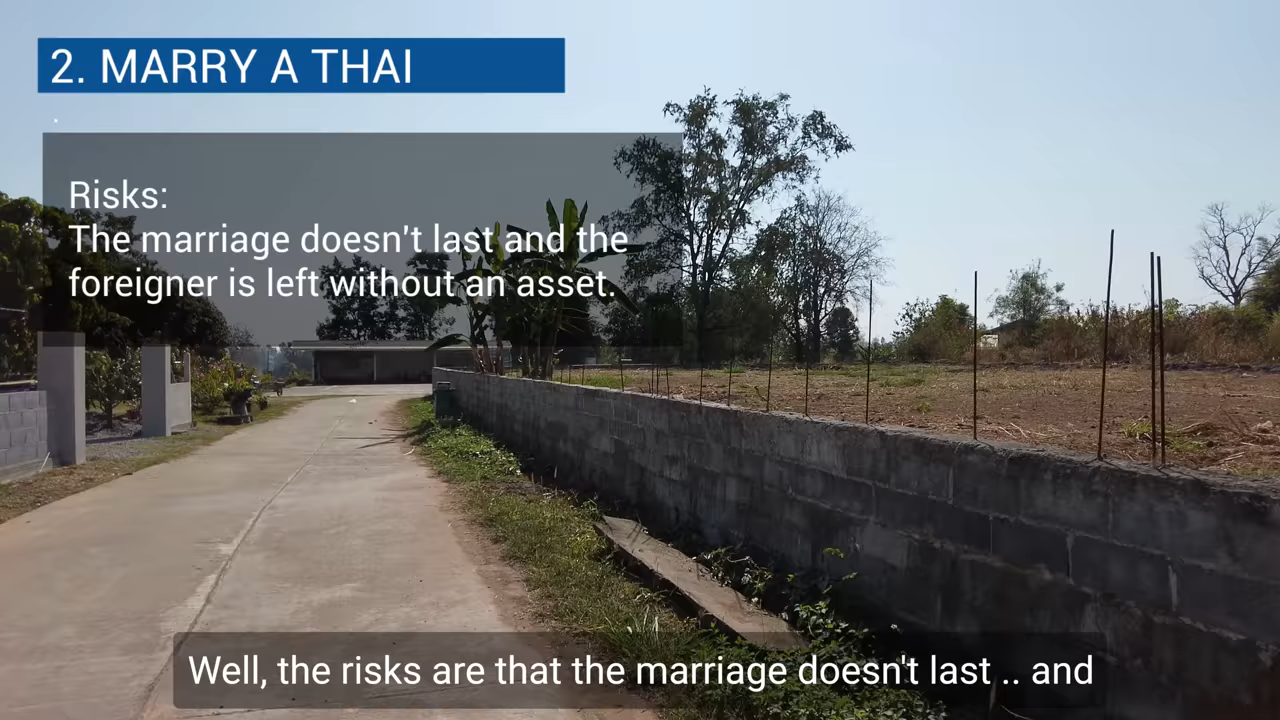 2. MARRY A THAI
.
Risks:
The marriage doesn't last and the
foreigner is left without an asset.
Well, the risks are that the marriage doesn't last .. and